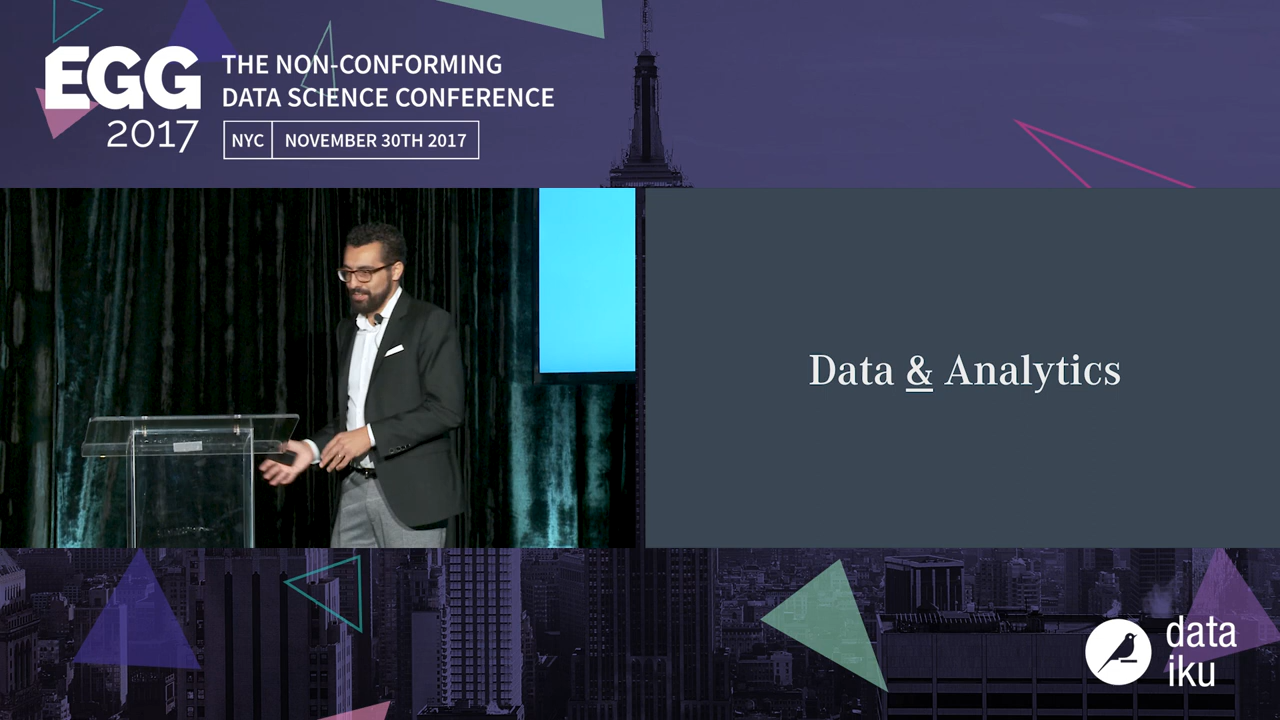 EGG
2017
THE NON-CONFORMING
DATA SCIENCE CONFERENCE
NYC
NOVEMBER 30TH 2017
Data & Analytics
data
iku